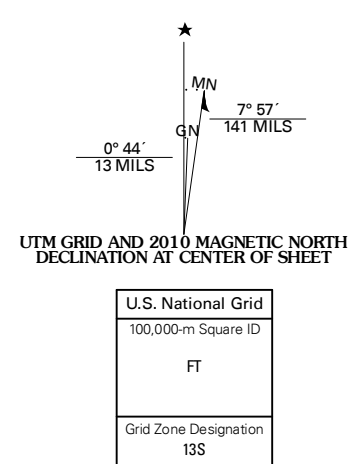 ★
MN
7° 57´
141 MILS
GN
0° 44´
13 MILS
UTM GRID AND 2010 MAGNETIC NORTH
DECLINATION AT CENTER OF SHEET
U.S. National Grid
100,000-m Square ID
FT
Grid Zone Designation
13S